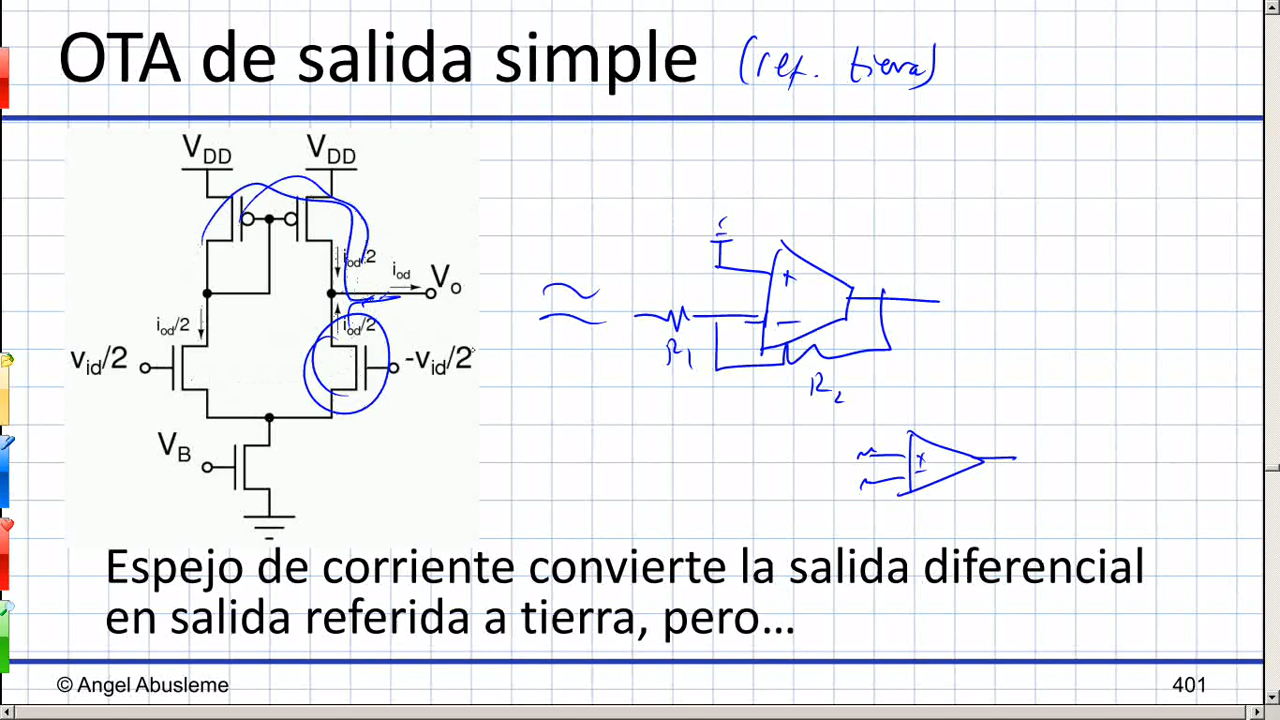 OTA de salida simple (ref. tierra)
VDD VDD
iod/2
iod
Vo
iod/2 iod/2
vid/2 -vid/2
VB
+
-
R1
R2
+
-
Espejo de corriente convierte la salida diferencial
en salida referida a tierra, pero...
© Angel Abusleme 401